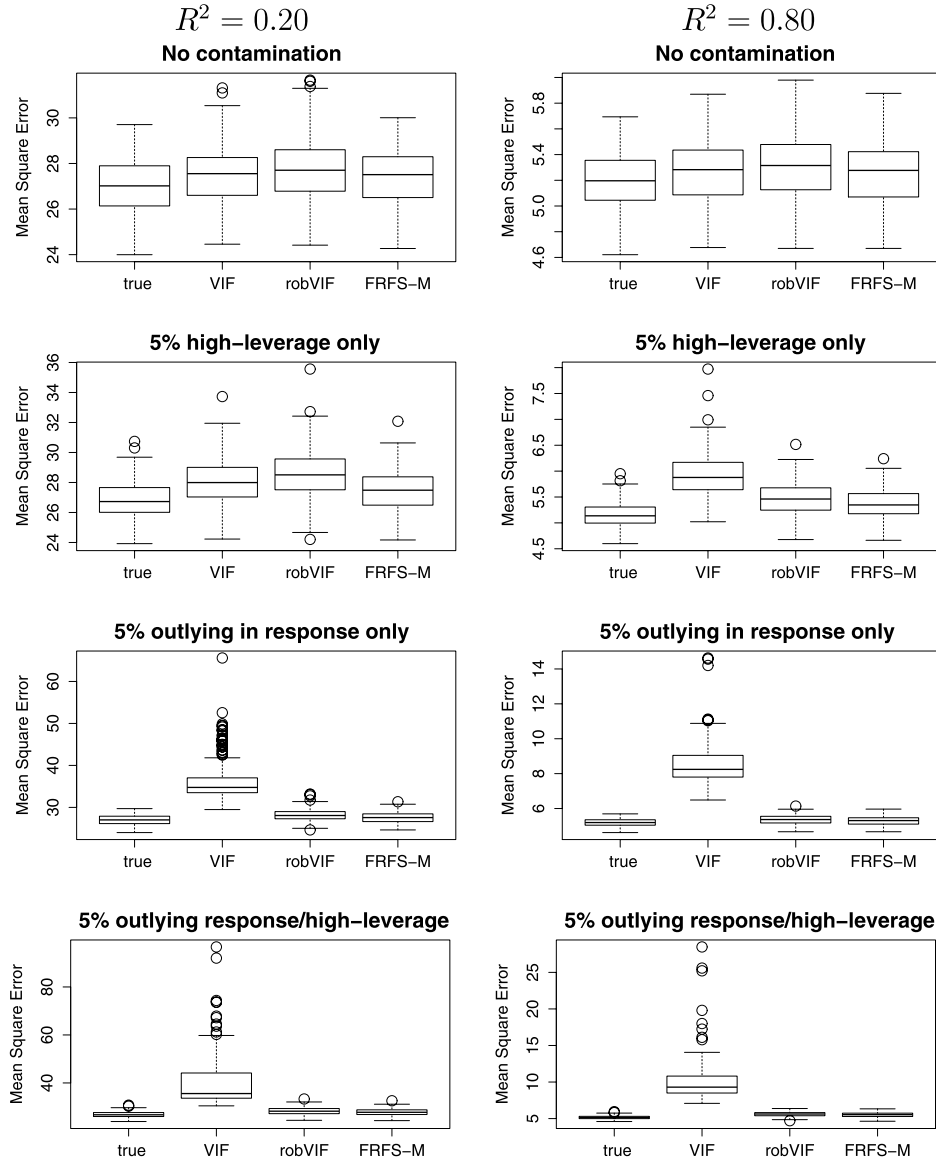 R² = 0.20
R² = 0.80
No contamination
No contamination
Mean Square Error
24 26 28 30
true VIF robVIF FRFS−M
Mean Square Error
4.6 5.0 5.4 5.8
true VIF robVIF FRFS−M
5% high−leverage only
5% high−leverage only
Mean Square Error
24 26 28 30 32 34 36
true VIF robVIF FRFS−M
Mean Square Error
4.5 5.5 6.5 7.5
true VIF robVIF FRFS−M
5% outlying in response only
5% outlying in response only
Mean Square Error
30 40 50 60
true VIF robVIF FRFS−M
Mean Square Error
6 8 10 12 14
true VIF robVIF FRFS−M
5% outlying response/high−leverage
5% outlying response/high−leverage
Mean Square Error
40 60 80
true VIF robVIF FRFS−M
Mean Square Error
5 10 15 20 25
true VIF robVIF FRFS−M